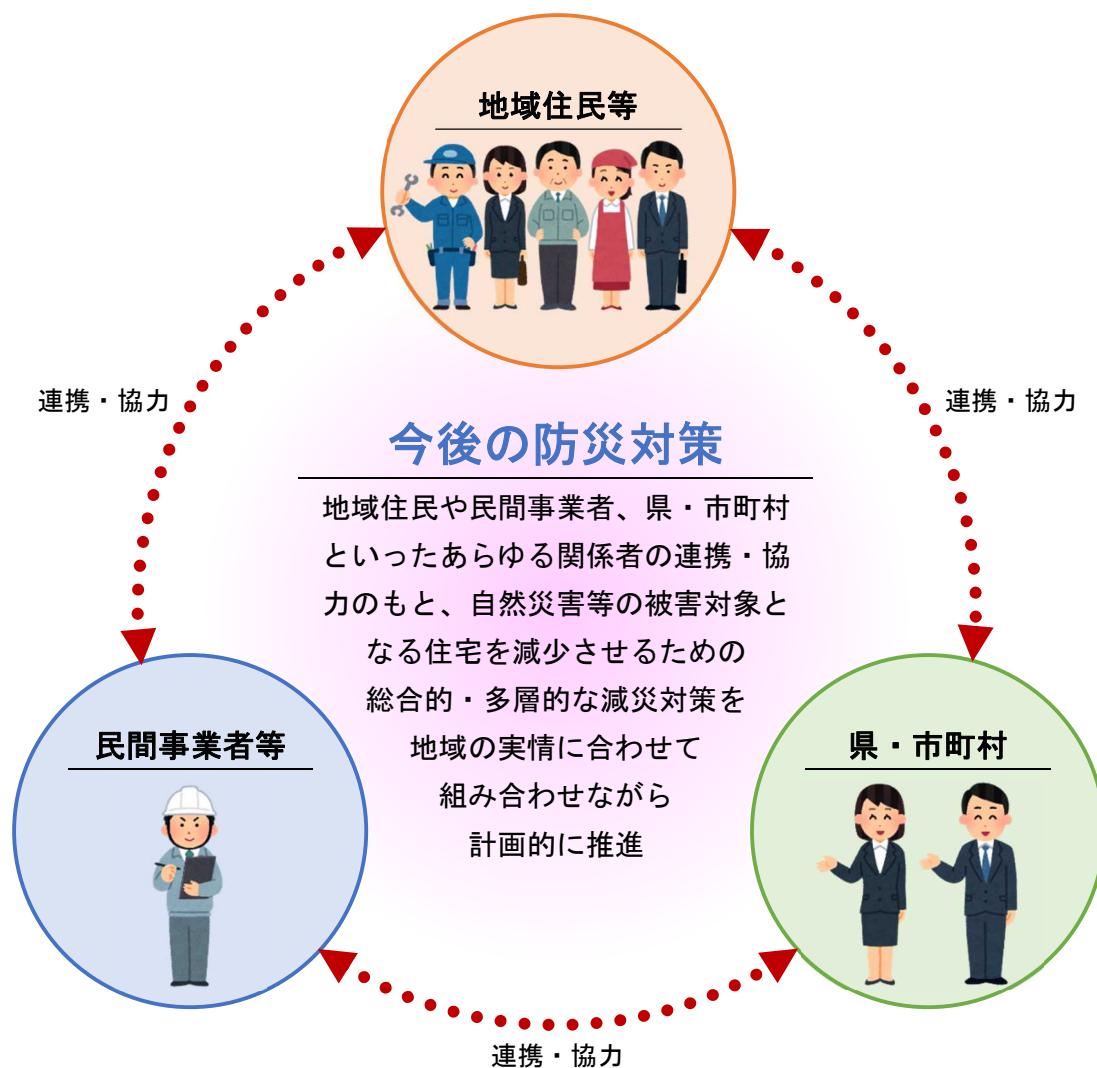 地域住民等
連携・協力
連携・協力
今後の防災対策
地域住民や民間事業者、県・市町村
といったあらゆる関係者の連携・協
力のもと、自然災害等の被害対象と
なる住宅を減少させるための
総合的・多層的な減災対策を
地域の実情に合わせて
組み合わせながら
計画的に推進
民間事業者等
県・市町村
連携・協力